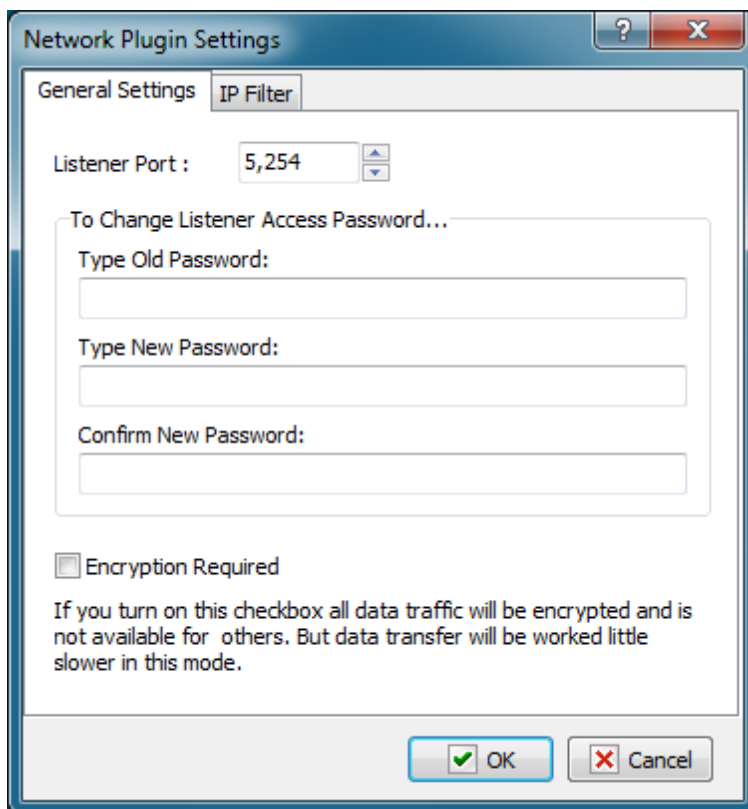 Network Plugin Settings
?
General Settings
IP Filter
Listener Port :
5,254
To Change Listener Access Password...
Type Old Password:
Type New Password:
Confirm New Password:
Encryption Required
If you turn on this checkbox all data traffic will be encrypted and is
not available for  others. But data transfer will be worked little
slower in this mode.
OK
Cancel